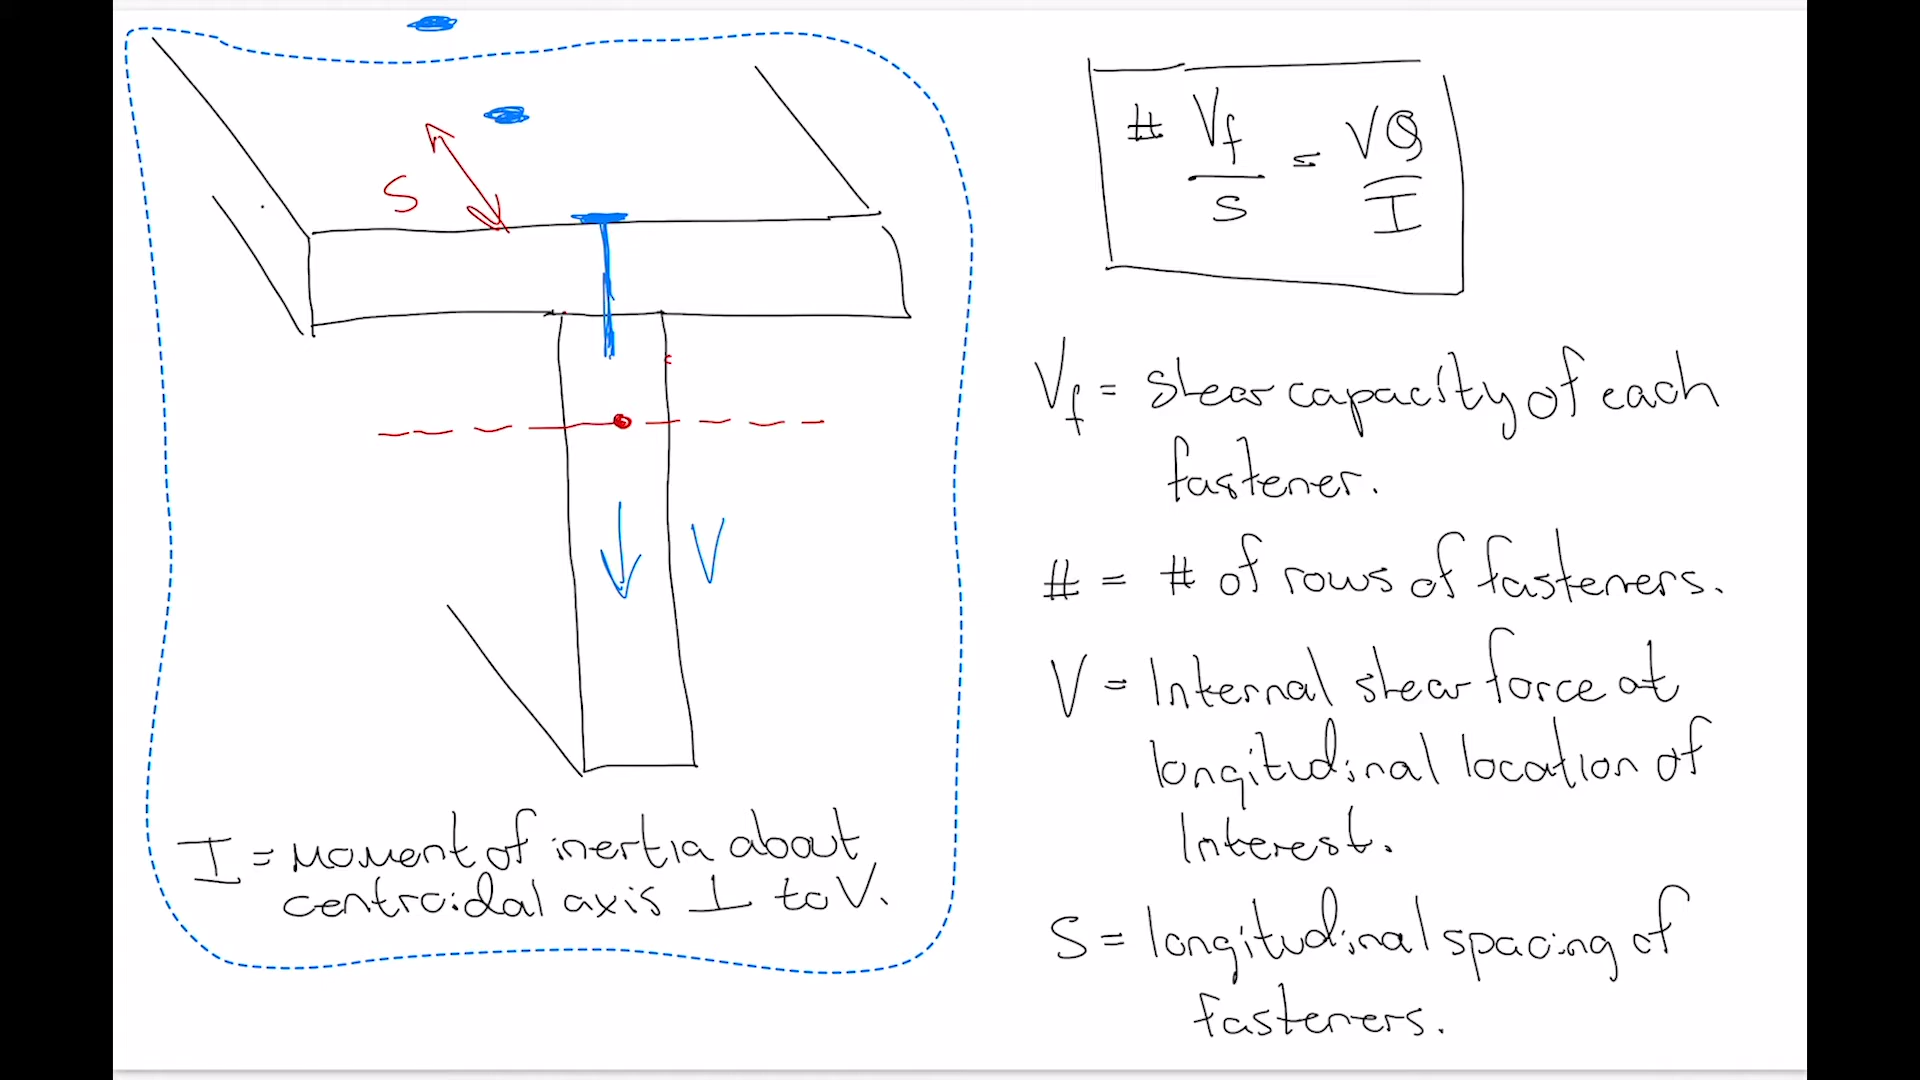 S
V
I = Moment of inertia about
centroidal axis ⊥ to V.
# Vf/S = VQ/I
Vf = shear capacity of each
fastener.
# = # of rows of fasteners.
V = Internal shear force at
longitudinal location of
Interest.
S = longitudinal spacing of
fasteners.